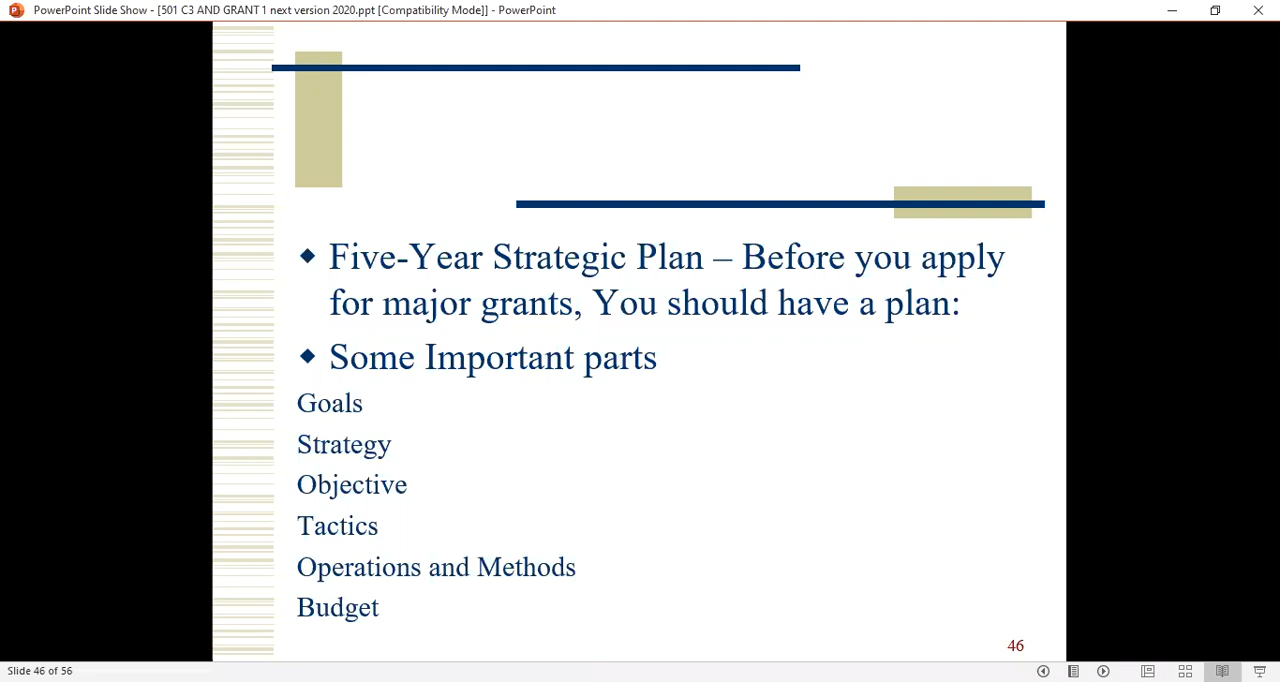 PowerPoint Slide Show - [501 C3 AND GRANT 1 next version 2020.ppt [Compatibility Mode]] - PowerPoint
Five-Year Strategic Plan – Before you apply
for major grants, You should have a plan:
Some Important parts
Goals
Strategy
Objective
Tactics
Operations and Methods
Budget
46
Slide 46 of 56